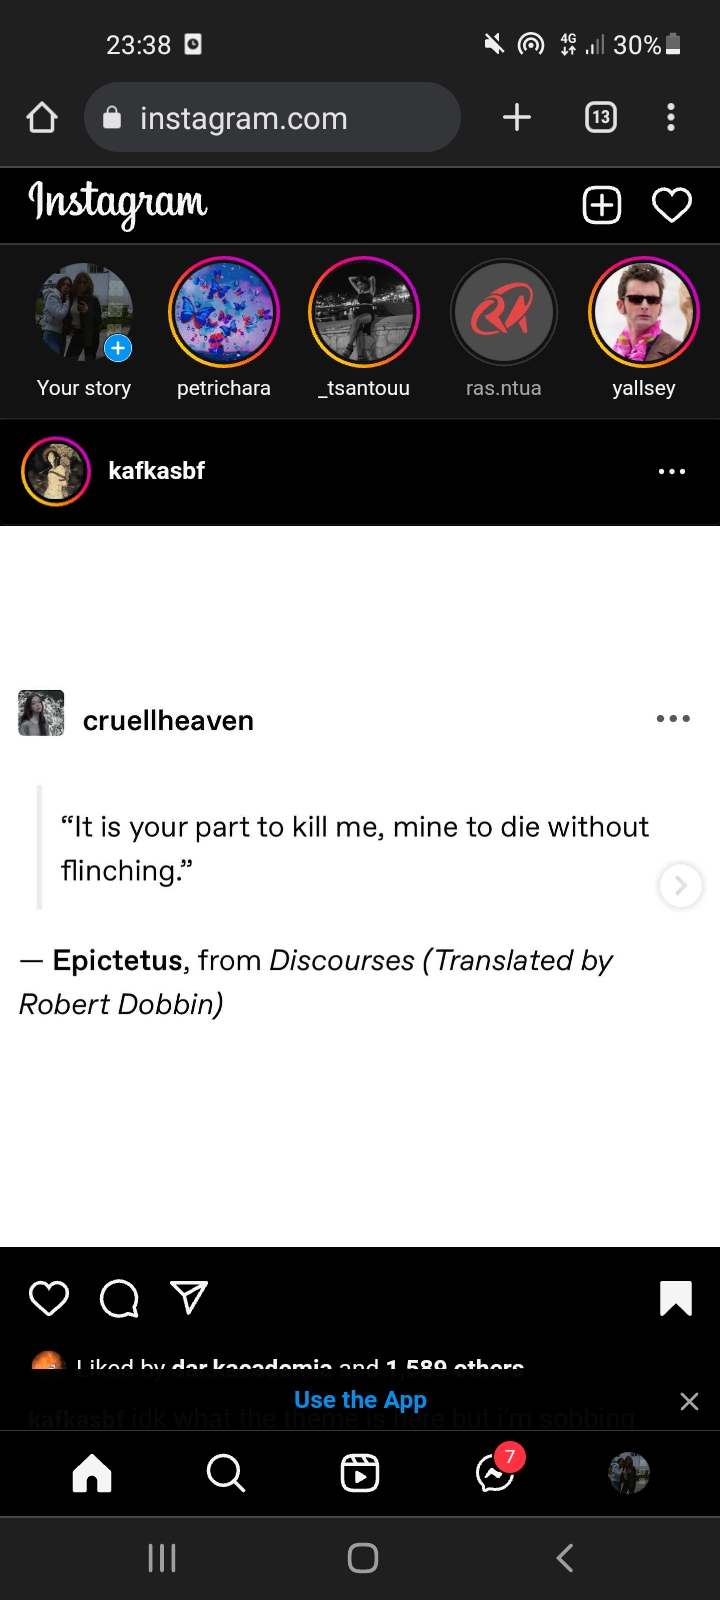 23:38
4G
30%
instagram.com
13
Instagram
Your story
petrichara
_tsantouu
ras.ntua
yallsey
kafkasbf
cruellheaven
“It is your part to kill me, mine to die without
flinching.”
— Epictetus, from Discourses (Translated by
Robert Dobbin)
Liked by dar.kacademia and 1,589 others
Use the App
kafkasbf idk what the theme is here but i'm sobbing
7